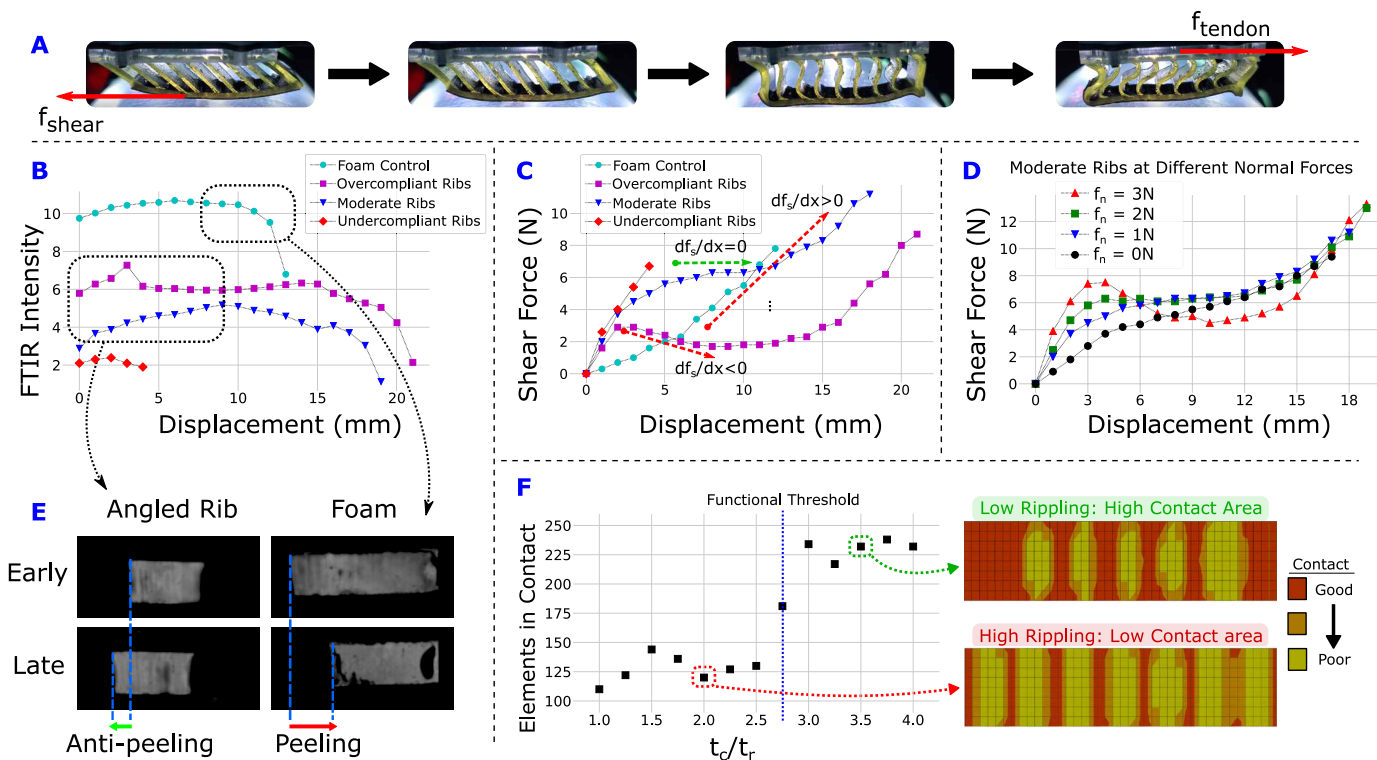 A
f_shear
f_tendon
B
Foam Control
Overcompliant Ribs
Moderate Ribs
Undercompliant Ribs
FTIR Intensity
10
8
6
4
2
0 5 10 15 20
Displacement (mm)
C
Foam Control
Overcompliant Ribs
Moderate Ribs
Undercompliant Ribs
df_s/dx>0
df_s/dx=0
⋮
df_s/dx<0
Shear Force (N)
10
8
6
4
2
0
0 5 10 15 20
Displacement (mm)
D
Moderate Ribs at Different Normal Forces
f_n = 3N
f_n = 2N
f_n = 1N
f_n = 0N
Shear Force (N)
12
10
8
6
4
2
0
0 3 6 9 12 15 18
Displacement (mm)
E
Angled Rib
Foam
Early
Late
Anti-peeling
Peeling
F
Functional Threshold
Elements in Contact
250
225
200
175
150
125
100
1.0 1.5 2.0 2.5 3.0 3.5 4.0
t_c/t_r
Low Rippling: High Contact Area
High Rippling: Low Contact area
Contact
Good
Poor